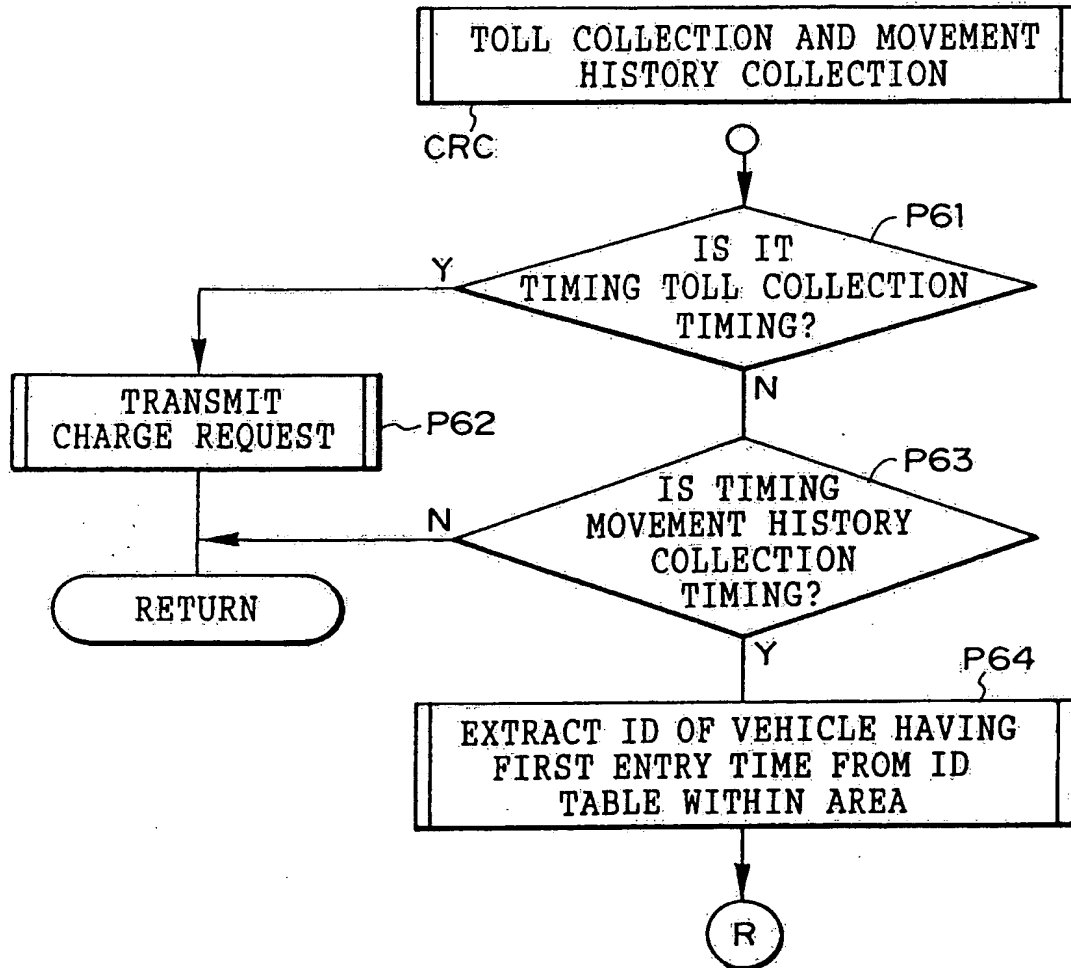 TOLL COLLECTION AND MOVEMENT
HISTORY COLLECTION
CRC
P61
IS IT
TIMING TOLL COLLECTION
TIMING?
Y
N
TRANSMIT
CHARGE REQUEST
P62
P63
IS TIMING
MOVEMENT HISTORY
COLLECTION
TIMING?
N
Y
RETURN
P64
EXTRACT ID OF VEHICLE HAVING
FIRST ENTRY TIME FROM ID
TABLE WITHIN AREA
R